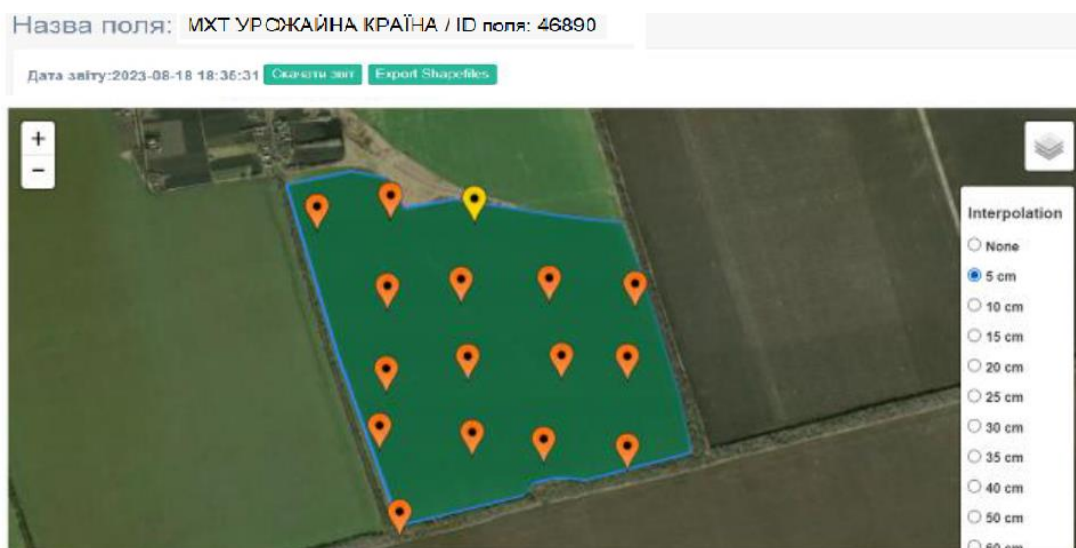 Назва поля: МХТ УРОЖАЙНА КРАЇНА / ID поля: 46890
Дата звіту:2023-08-18 18:35:31 Скачати звіт Export Shapefiles
+
−
Interpolation
None
5 cm
10 cm
15 cm
20 cm
25 cm
30 cm
35 cm
40 cm
50 cm
60 cm